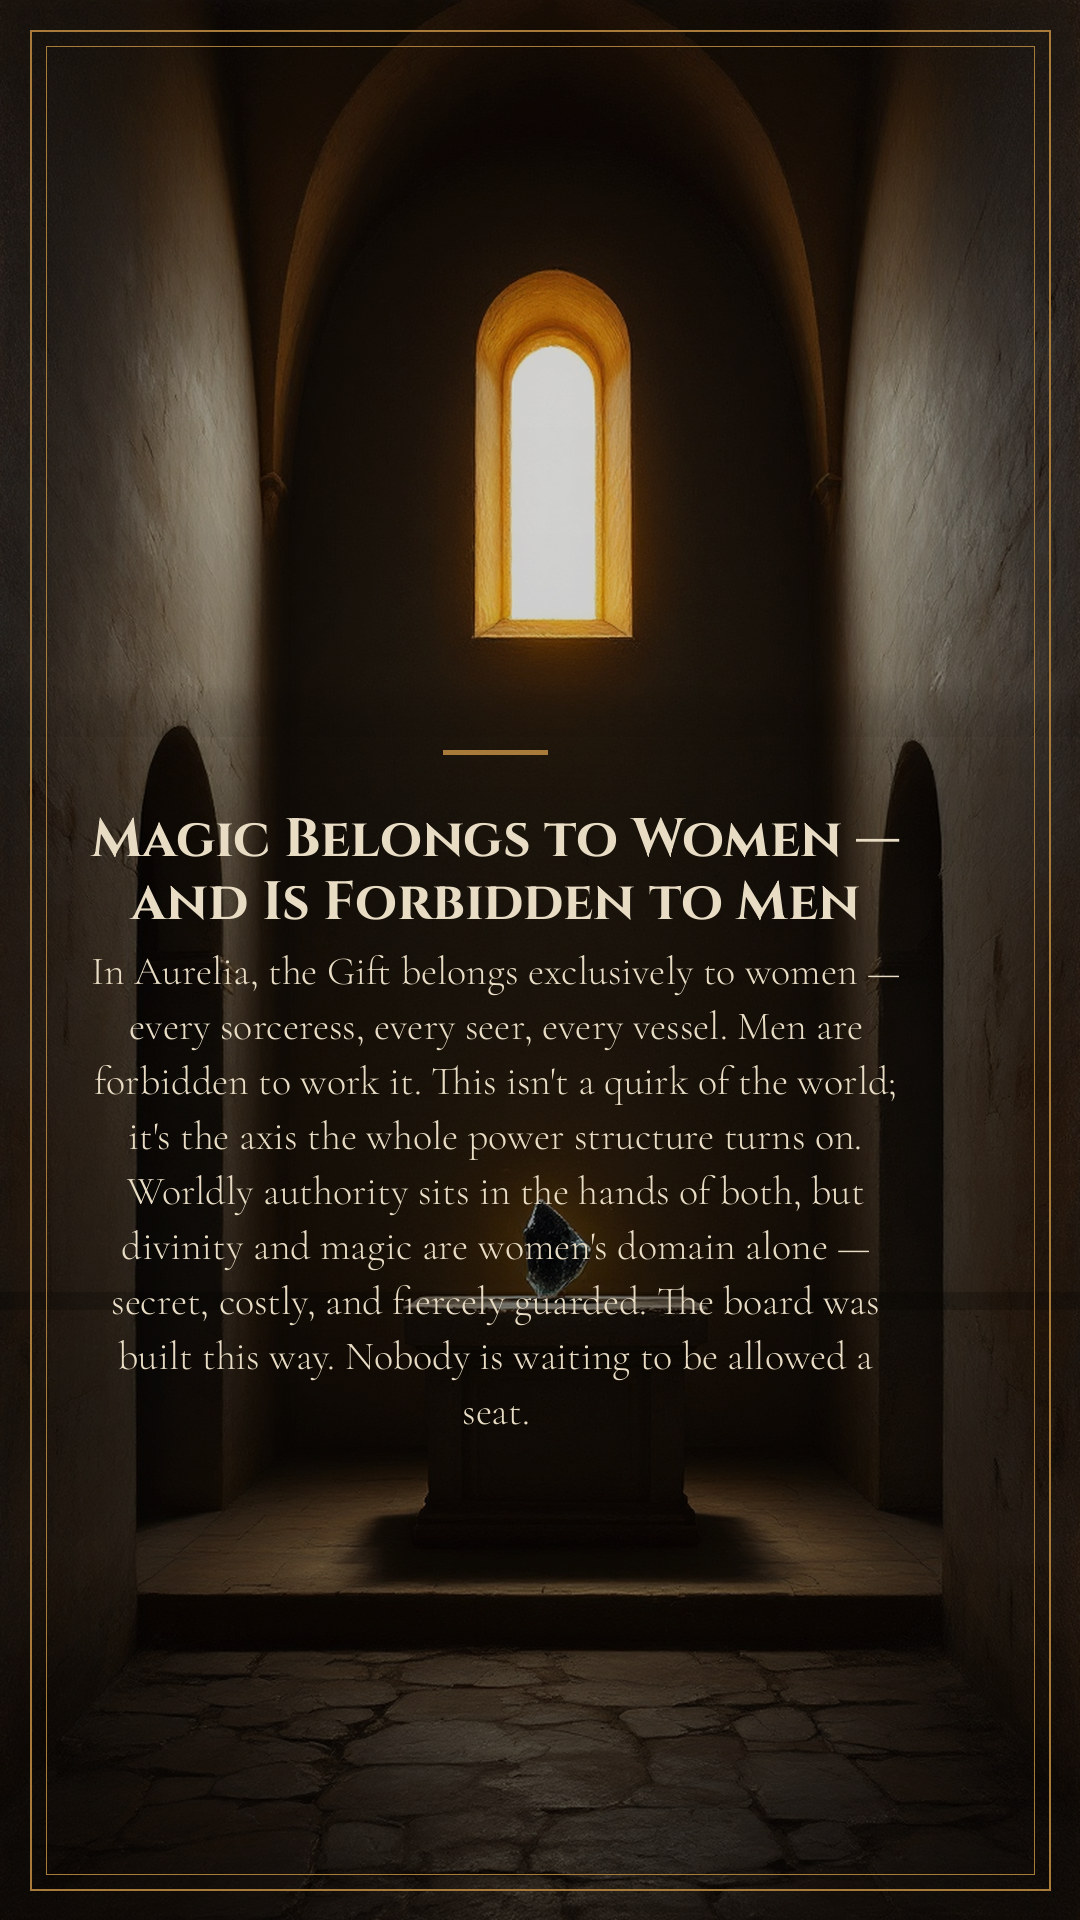 Magic Belongs to Women —
and Is Forbidden to Men
In Aurelia, the Gift belongs exclusively to women —
every sorceress, every seer, every vessel. Men are
forbidden to work it. This isn't a quirk of the world;
it's the axis the whole power structure turns on.
Worldly authority sits in the hands of both, but
divinity and magic are women's domain alone —
secret, costly, and fiercely guarded. The board was
built this way. Nobody is waiting to be allowed a
seat.